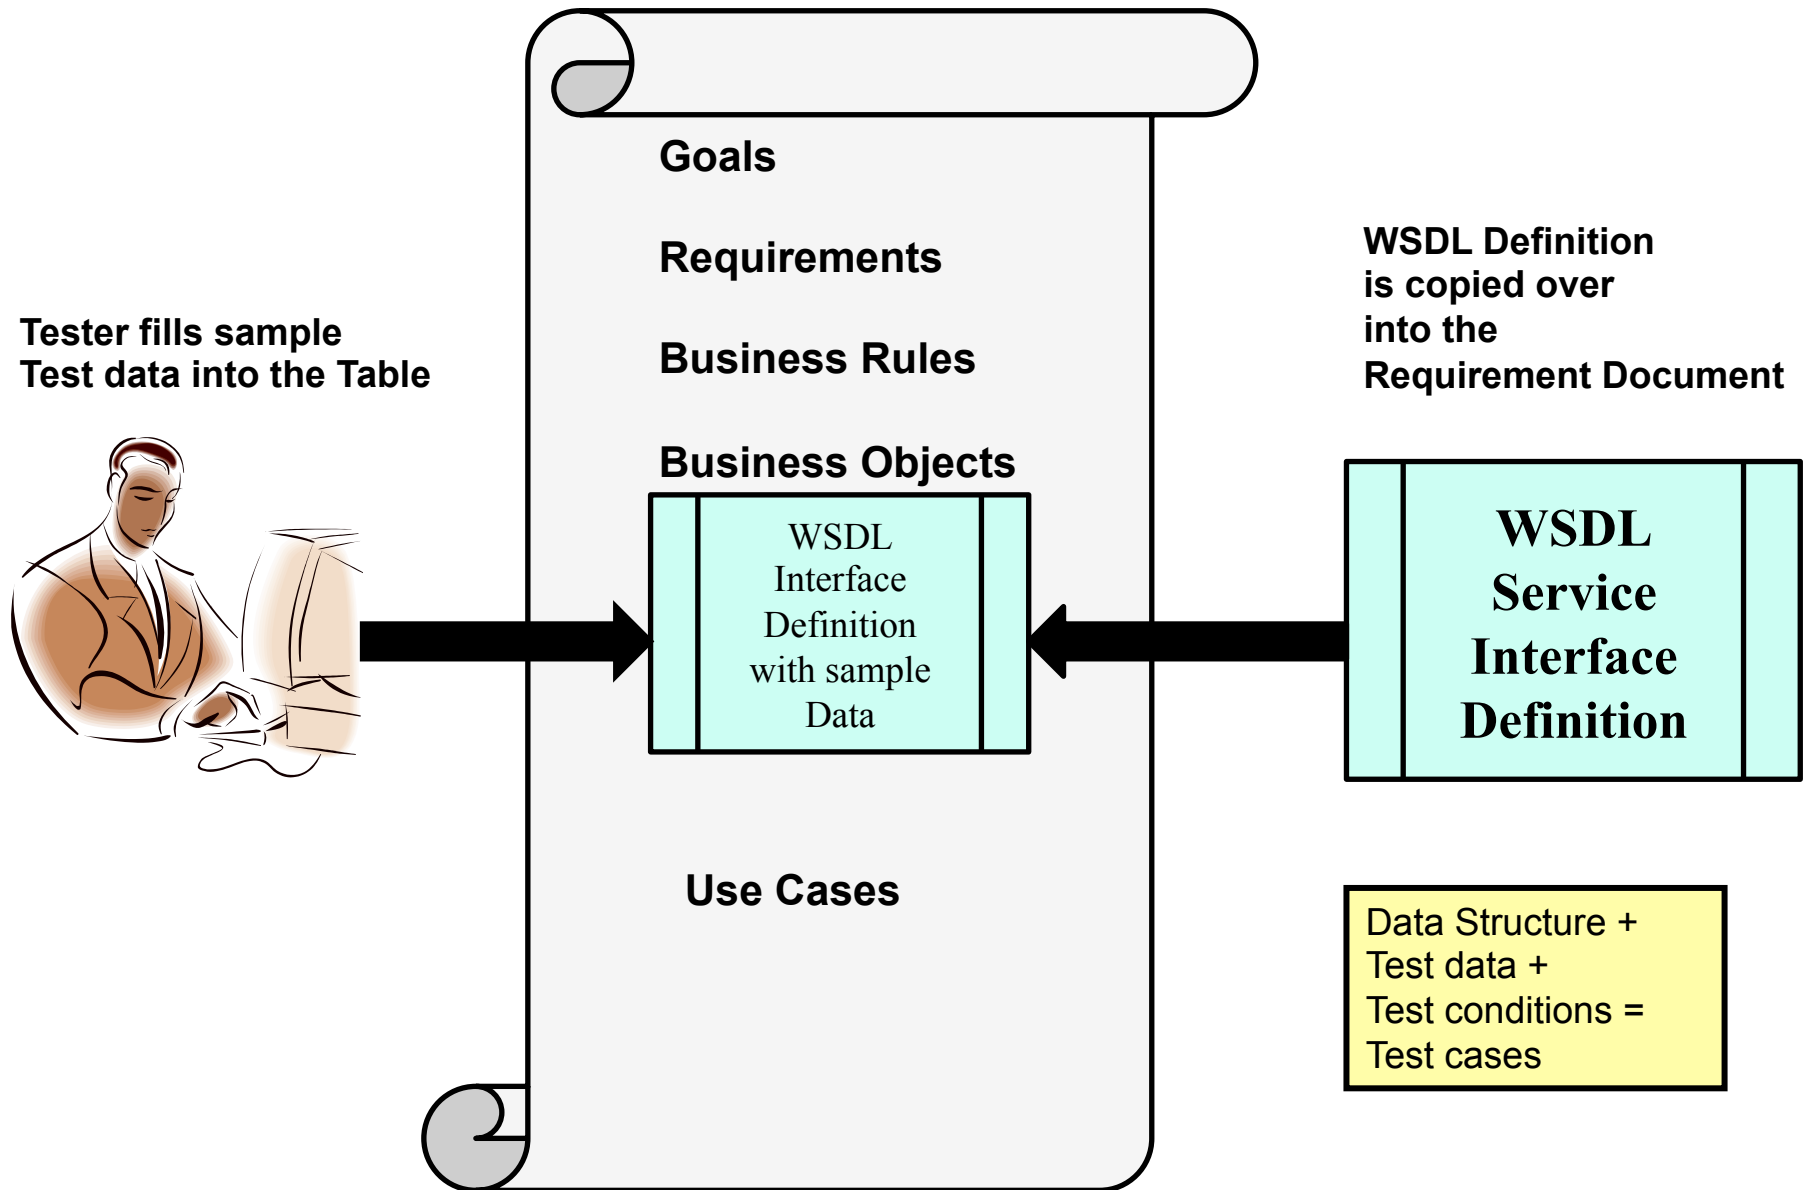 Goals
Requirements
Business Rules
Business Objects
WSDL
Interface
Definition
with sample
Data
Use Cases
Tester fills sample
Test data into the Table
WSDL Definition
is copied over
into the
Requirement Document
WSDL
Service
Interface
Definition
Data Structure +
Test data +
Test conditions =
Test cases